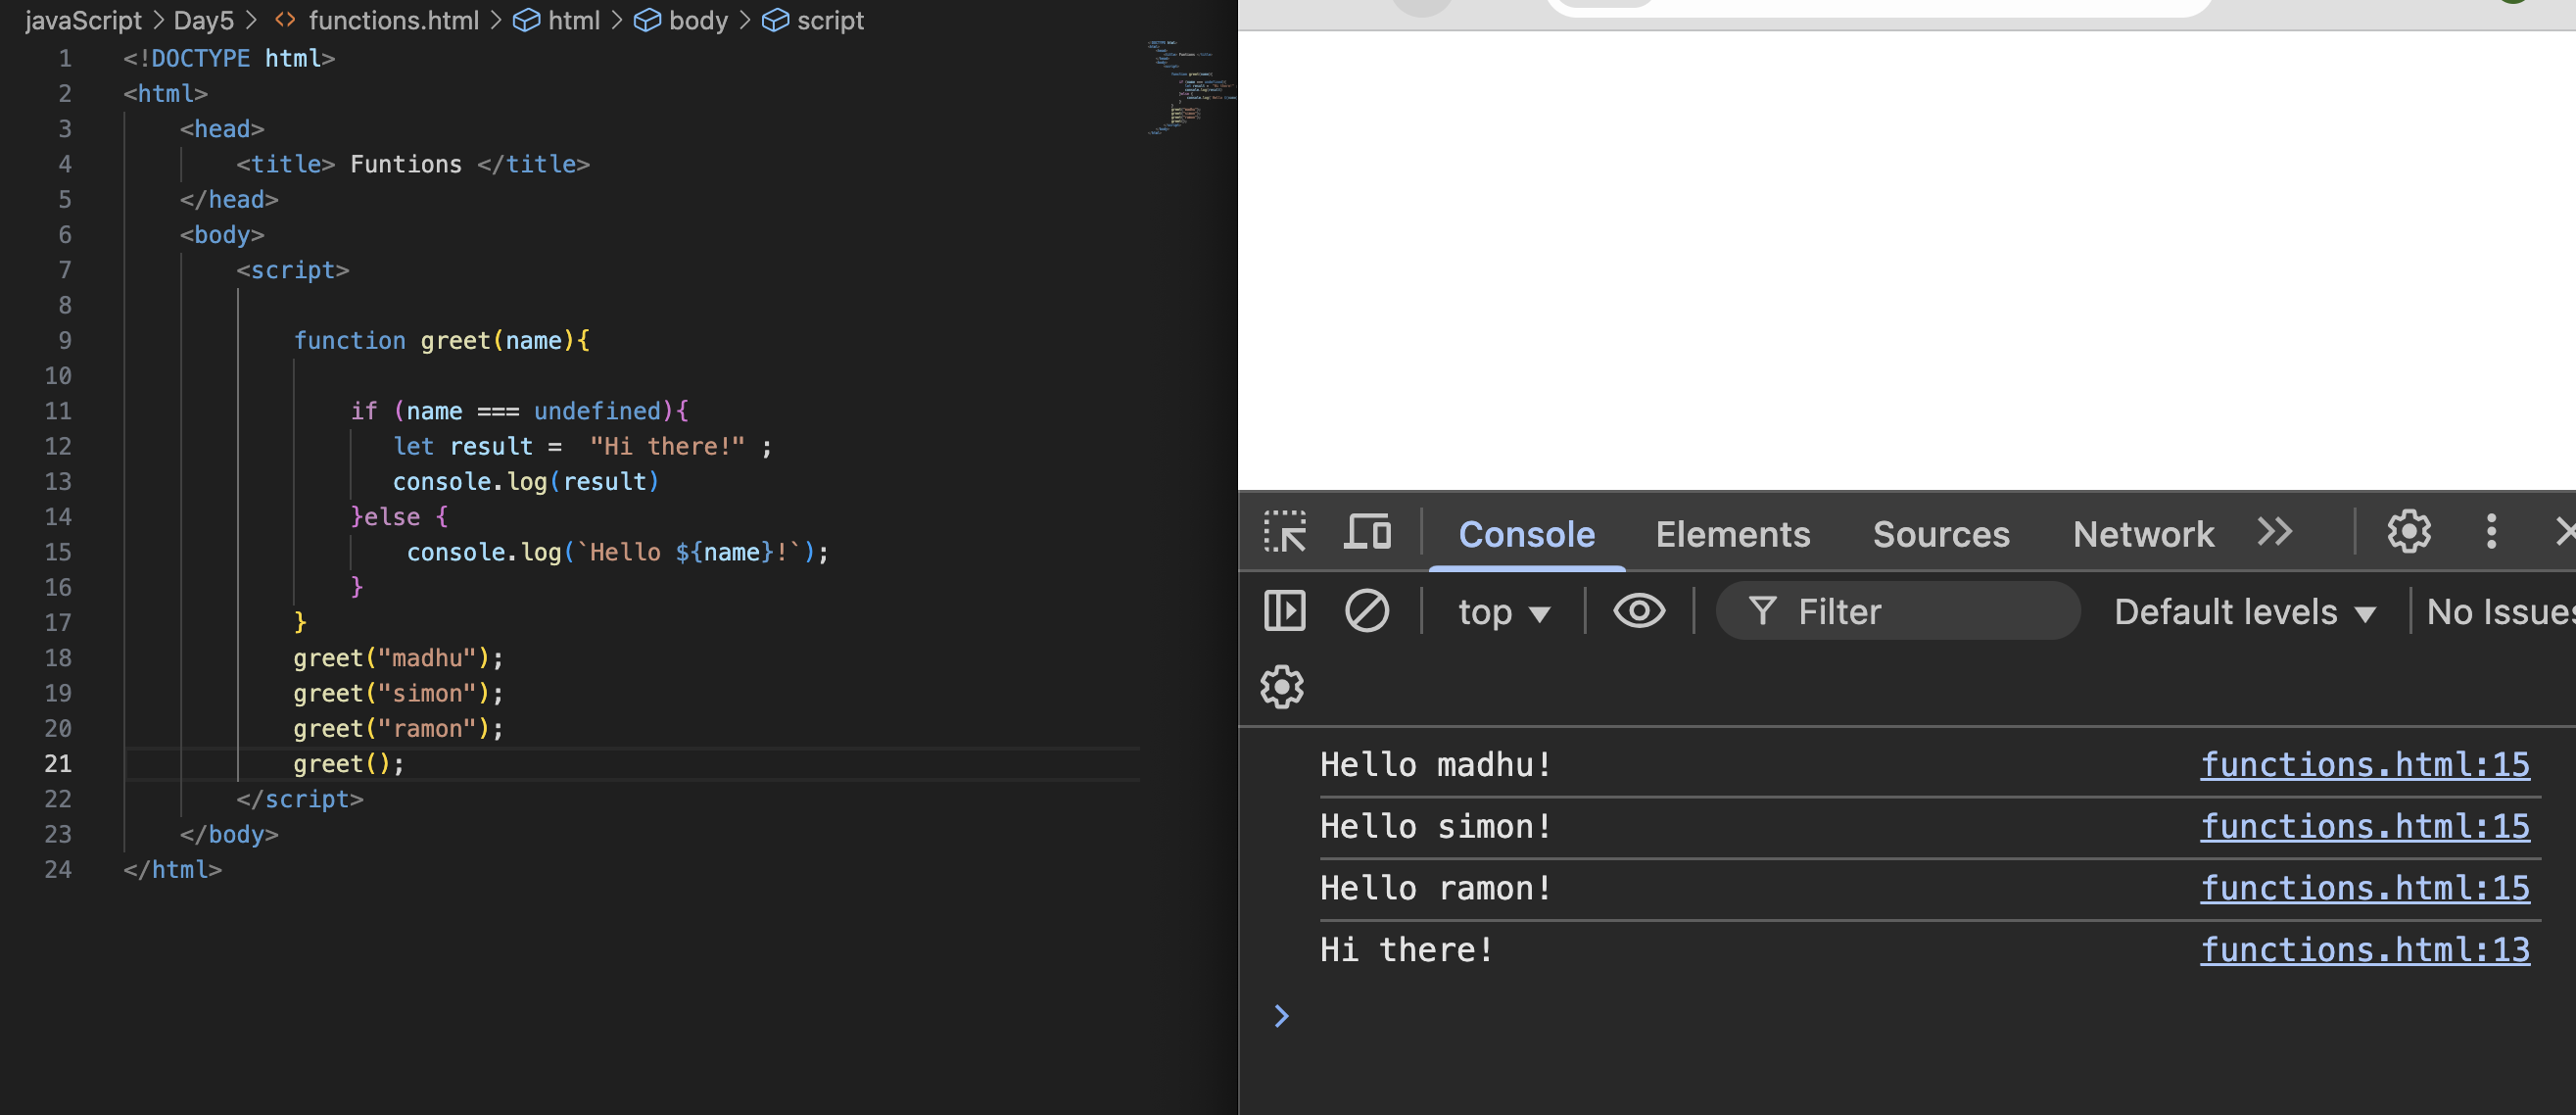 javaScript > Day5 > <> functions.html > html > body > script
1 <!DOCTYPE html>
2 <html>
3 <head>
4 <title> Funtions </title>
5 </head>
6 <body>
7 <script>
8
9 function greet(name){
10
11 if (name === undefined){
12 let result =  "Hi there!" ;
13 console.log(result)
14 }else {
15 console.log(`Hello ${name}!`);
16 }
17 }
18 greet("madhu");
19 greet("simon");
20 greet("ramon");
21 greet();
22 </script>
23 </body>
24 </html>
Console Elements Sources Network
top Filter Default levels No Issues
Hello madhu! functions.html:15
Hello simon! functions.html:15
Hello ramon! functions.html:15
Hi there! functions.html:13
>